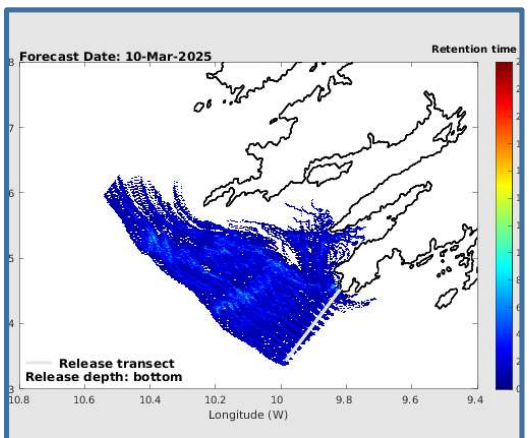 Forecast Date: 10-Mar-2025
Retention time
8
7
6
5
4
3
Release transect
Release depth: bottom
10.8
10.6
10.4
10.2
10
9.8
9.6
9.4
Longitude (W)